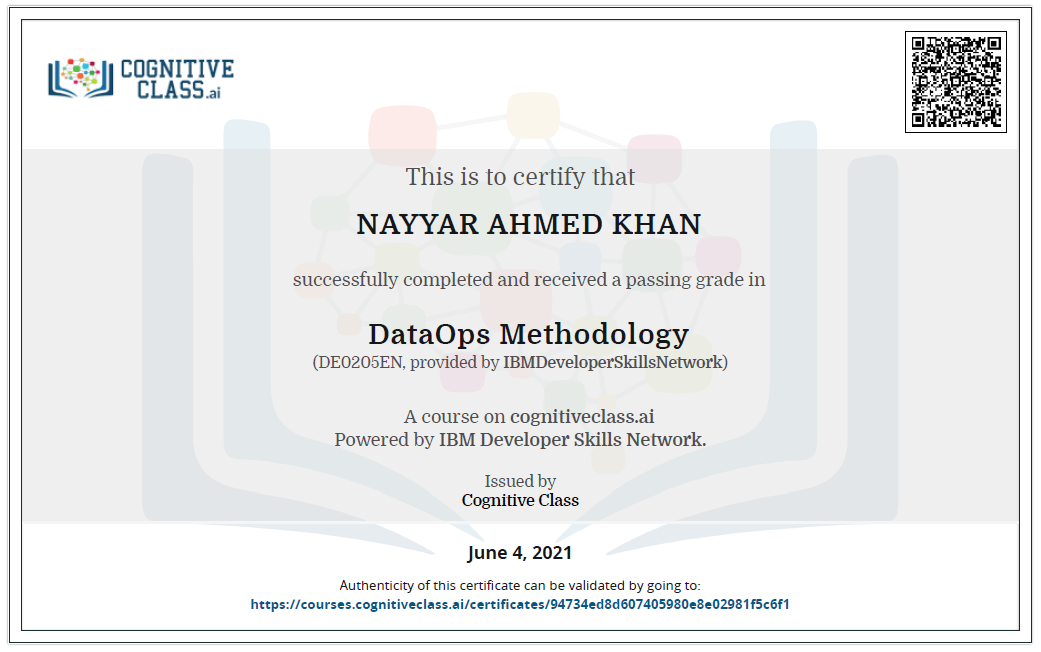 COGNITIVE
CLASS.ai
This is to certify that
NAYYAR AHMED KHAN
successfully completed and received a passing grade in
DataOps Methodology
(DE0205EN, provided by IBMDeveloperSkillsNetwork)
A course on cognitiveclass.ai
Powered by IBM Developer Skills Network.
Issued by
Cognitive Class
June 4, 2021
Authenticity of this certificate can be validated by going to:
https://courses.cognitiveclass.ai/certificates/94734ed8d607405980e8e02981f5c6f1